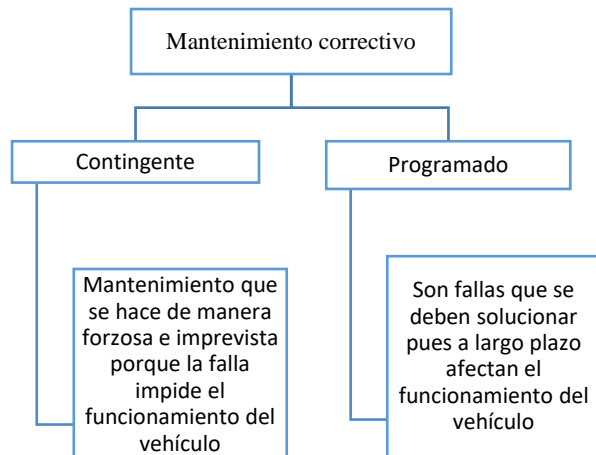 Mantenimiento correctivo
Contingente
Programado
Mantenimiento que
se hace de manera
forzosa e imprevista
porque la falla
impide el
funcionamiento del
vehículo
Son fallas que se
deben solucionar
pues a largo plazo
afectan el
funcionamiento del
vehículo